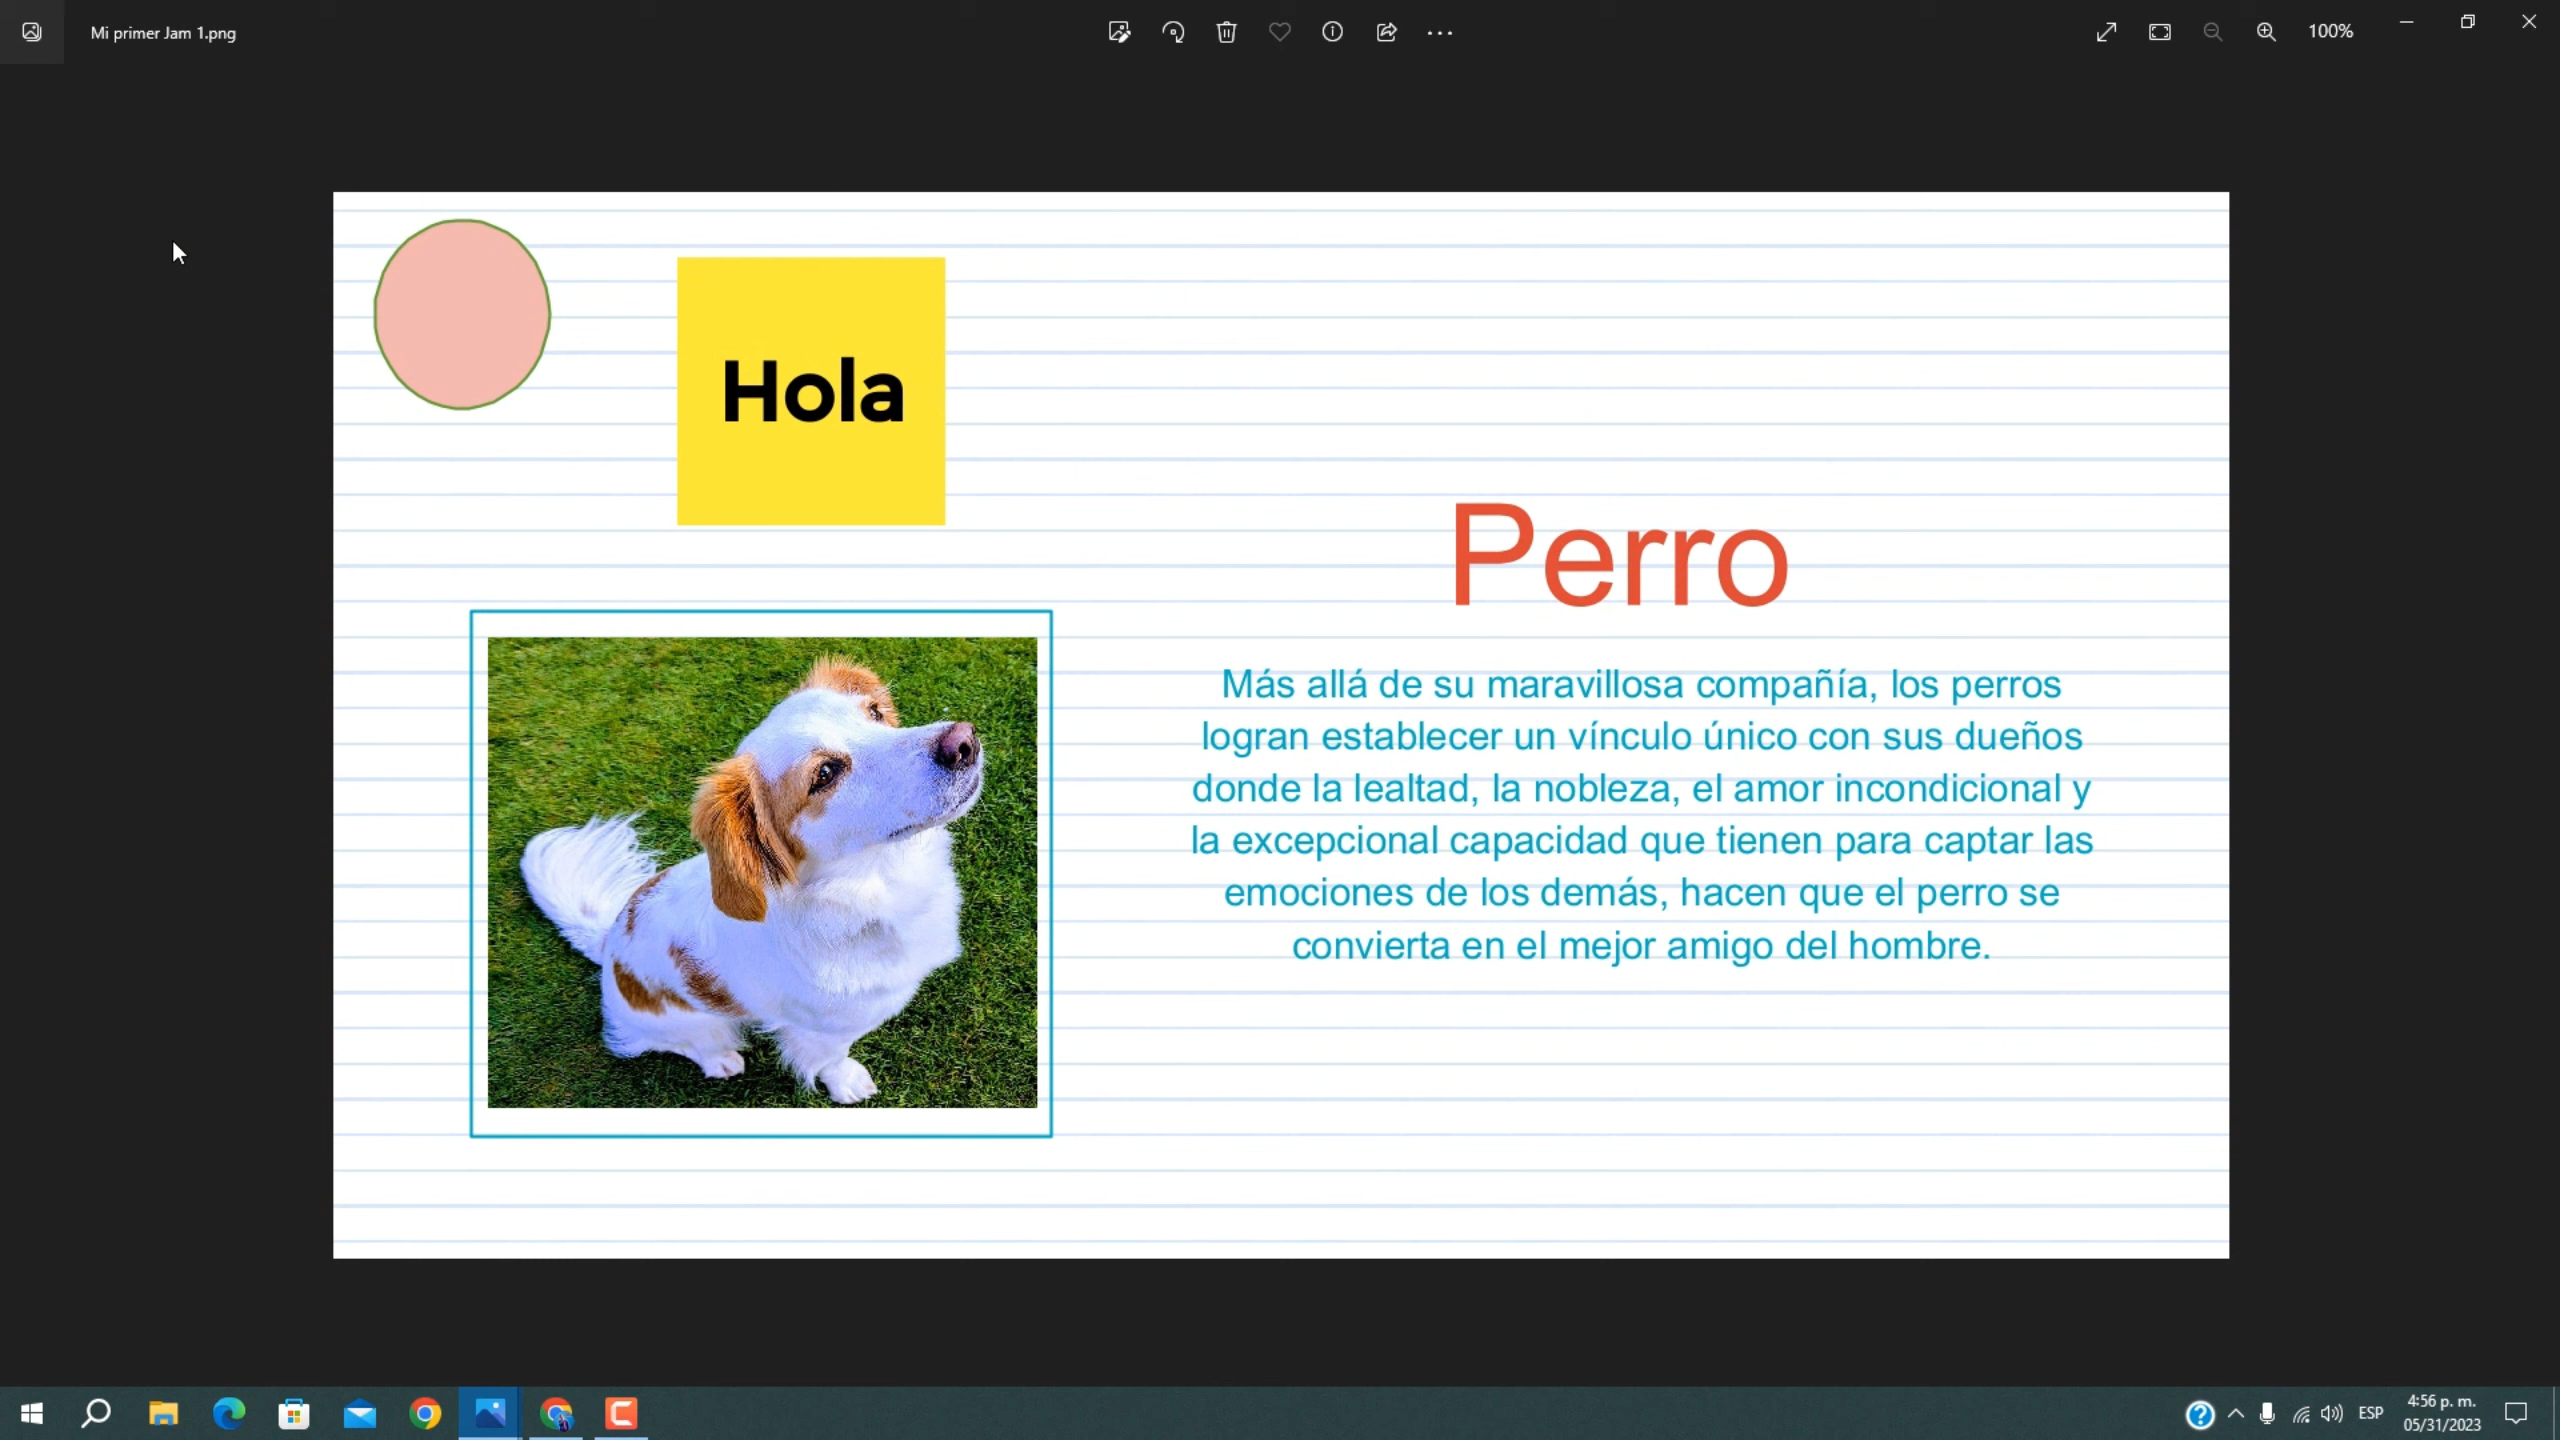 Mi primer Jam 1.png
100%
Hola
Perro
Más allá de su maravillosa compañía, los perros
logran establecer un vínculo único con sus dueños
donde la lealtad, la nobleza, el amor incondicional y
la excepcional capacidad que tienen para captar las
emociones de los demás, hacen que el perro se
convierta en el mejor amigo del hombre.
ESP
4:56 p. m.
05/31/2023